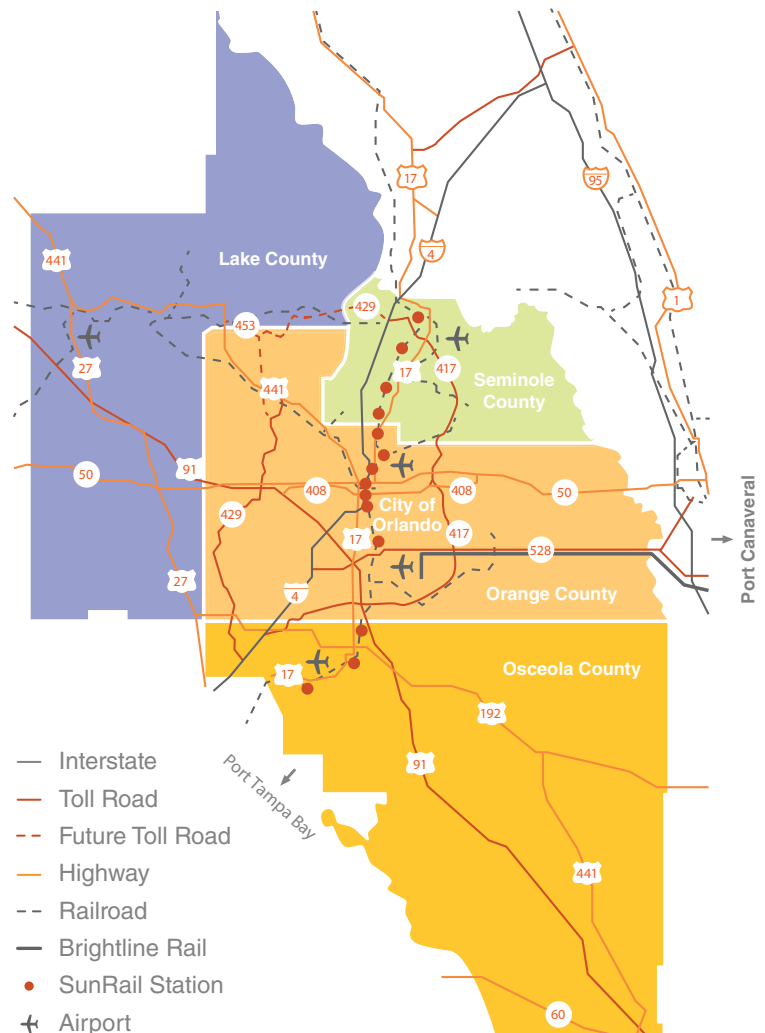 17
95
4
Lake County
441
1
429
453
27
17
417
Seminole
County
441
91
50
408
408
50
City of
Orlando
429
17
417
528
Port Canaveral
27
4
Orange County
Osceola County
17
192
91
Port Tampa Bay
441
60
Interstate
Toll Road
Future Toll Road
Highway
Railroad
Brightline Rail
SunRail Station
Airport